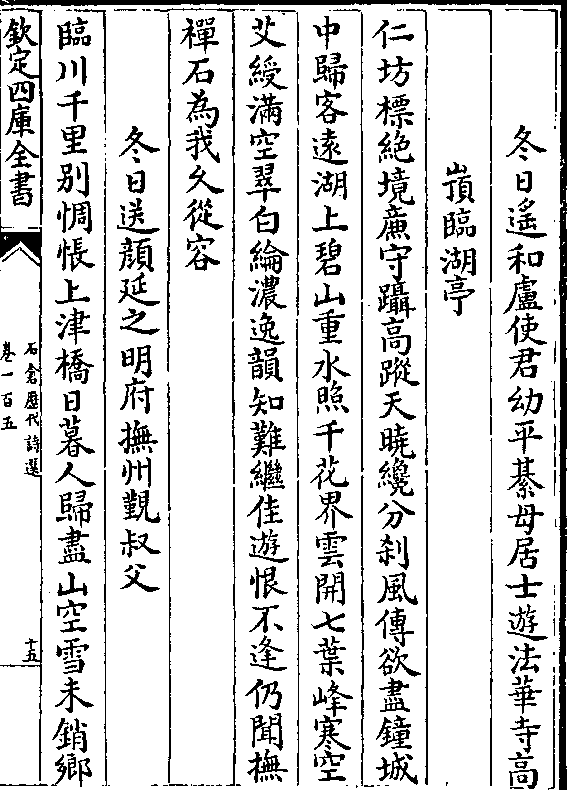 冬日遥和盧使君幼平綦毋居士遊法華寺高
頂臨湖亭
仁坊標絶境廉守躡高蹤天曉纔分刹風傳欲盡鐘城
中歸客逺湖上碧山重水照千花界雲開七葉峰寒空
艾綬滿空翠白綸濃逸韻知難繼佳遊恨不逢仍聞撫
禪石為我久從容
冬日送顔延之明府撫州覲叔父
臨川千里别惆悵上津橋日暮人歸盡山空雪未銷鄉
欽定四庫全書
石倉歷代詩選
卷一百五
十五